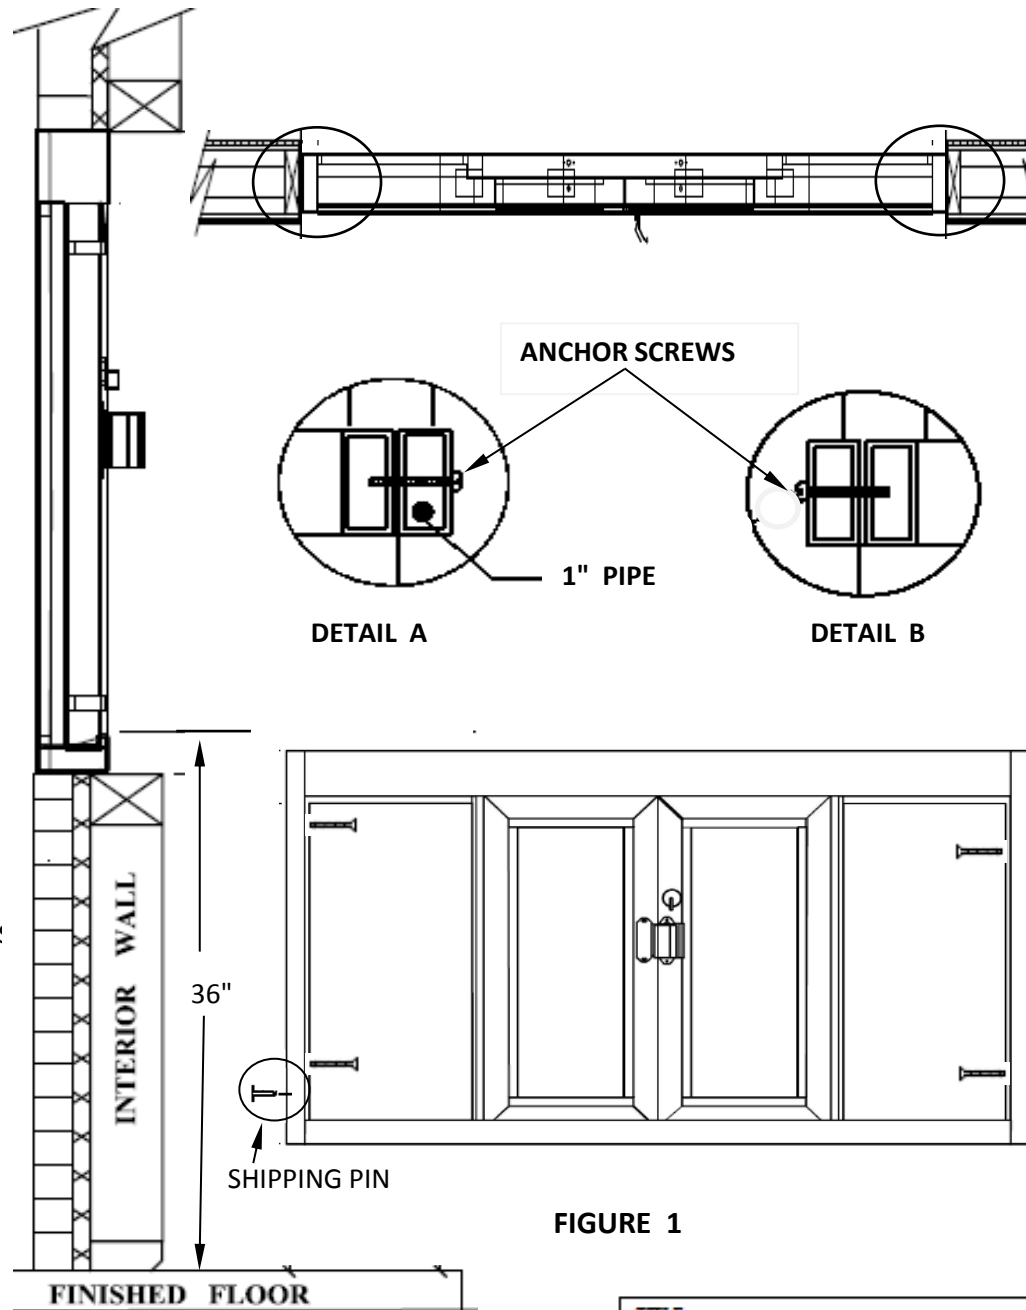 ANCHOR SCREWS
1" PIPE
DETAIL A
DETAIL B
INTERIOR WALL
36"
SHIPPING PIN
FIGURE 1
FINISHED FLOOR